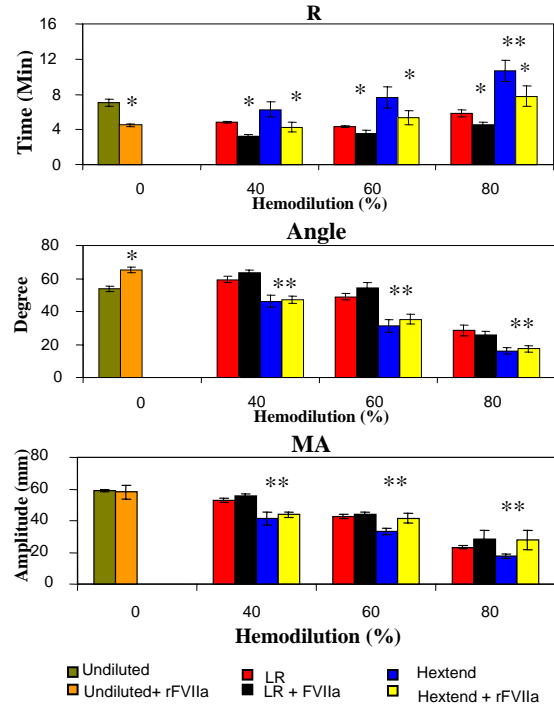 R
Time (Min)
16
12
8
4
0
*
* *
* *
* ** *
0 40 60 80
Hemodilution (%)
Angle
Degree
80
60
40
20
0
*
**
**
**
0 40 60 80
Hemodilution (%)
MA
Amplitude (mm)
80
60
40
20
0
**
**
**
0 40 60 80
Hemodilution (%)
Undiluted LR Hextend
Undiluted+ rFVIIa LR + FVIIa Hextend + rFVIIa